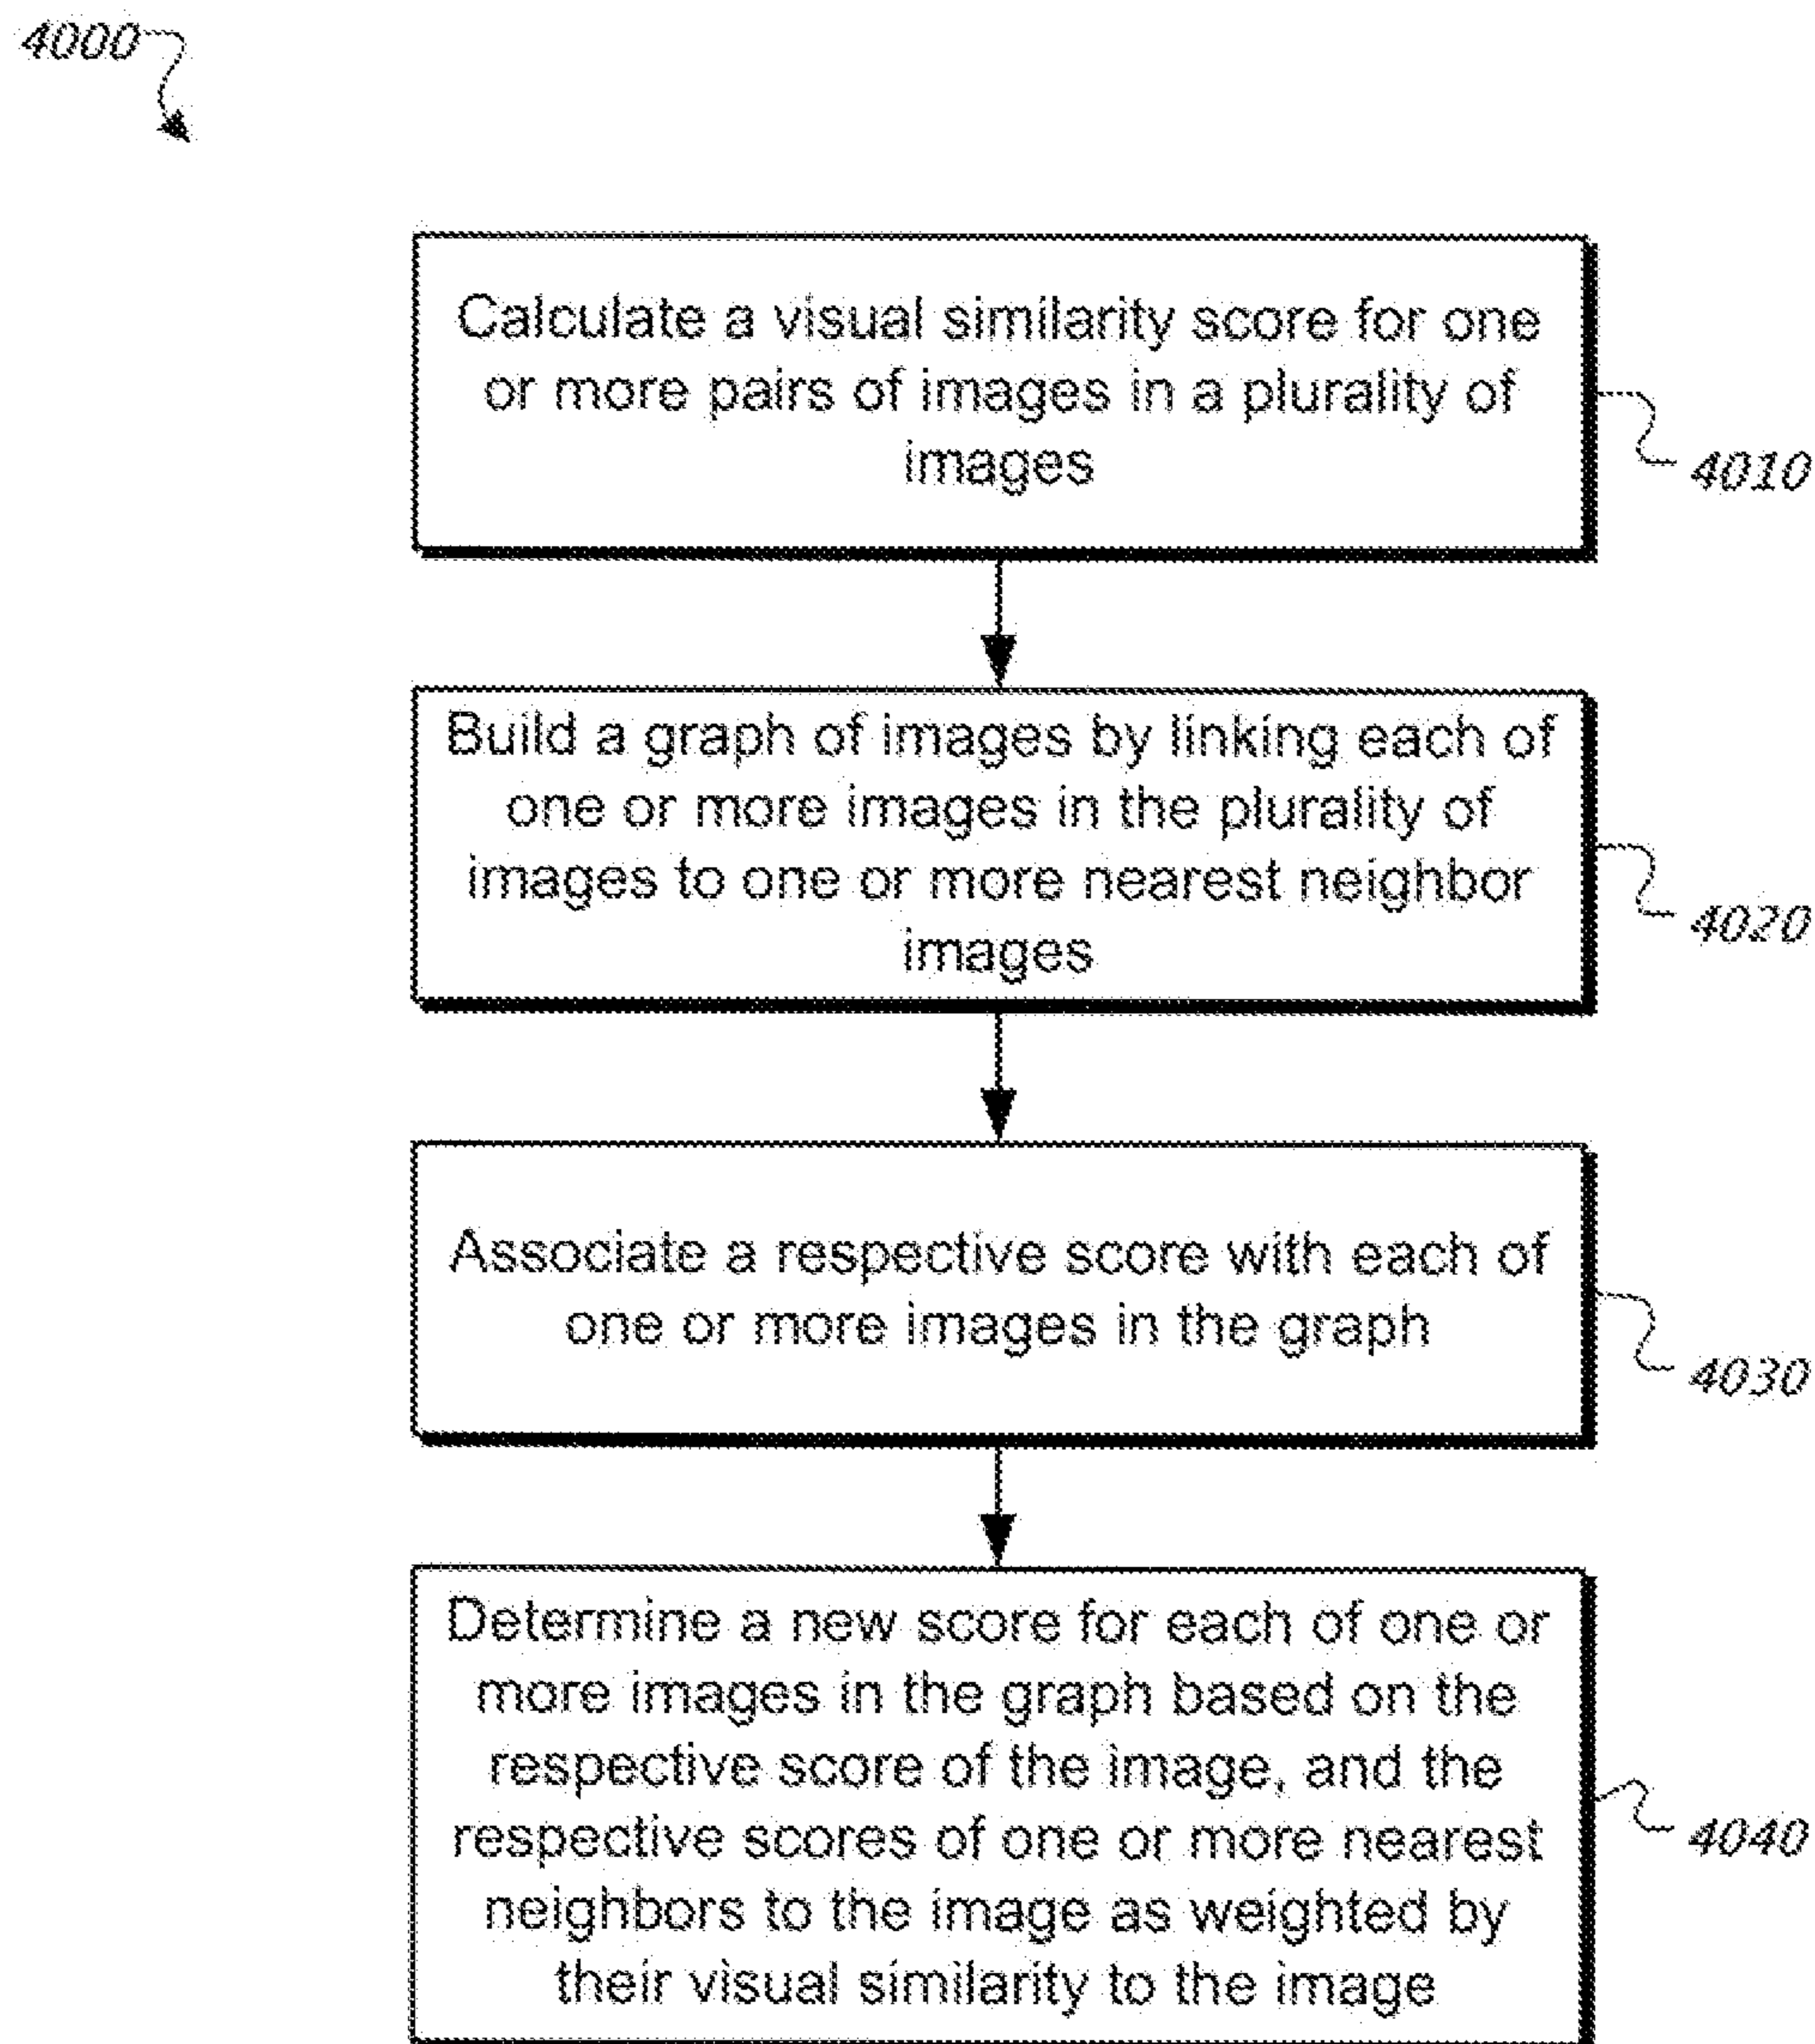 4000
Calculate a visual similarity score for one
or more pairs of images in a plurality of
images
4010
Build a graph of images by linking each of
one or more images in the plurality of
images to one or more nearest neighbor
images
4020
Associate a respective score with each of
one or more images in the graph
4030
Determine a new score for each of one or
more images in the graph based on the
respective score of the image, and the
respective scores of one or more nearest
neighbors to the image as weighted by
their visual similarity to the image
4040